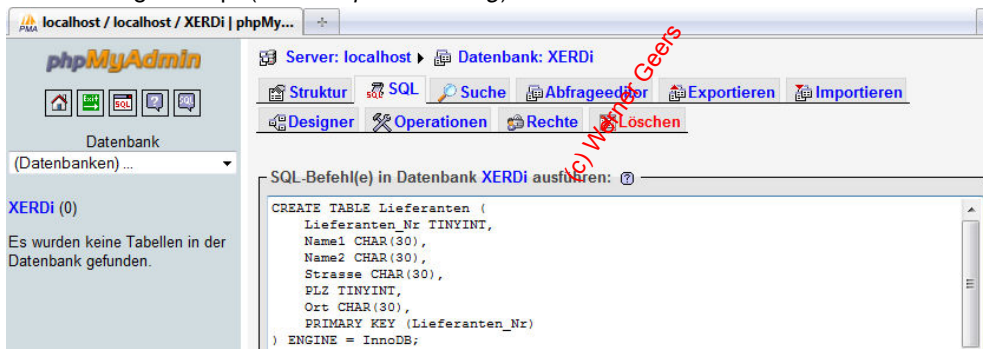 localhost / localhost / XERDi | phpMy...
phpMyAdmin
Datenbank
(Datenbanken) ...
XERDi (0)
Es wurden keine Tabellen in der
Datenbank gefunden.
Server: localhost Datenbank: XERDi
Struktur SQL Suche Abfrageeditor Exportieren Importieren
Designer Operationen Rechte Löschen
(c) Werner Geers
SQL-Befehl(e) in Datenbank XERDi ausführen:
CREATE TABLE Lieferanten (
Lieferanten_Nr TINYINT,
Name1 CHAR(30),
Name2 CHAR(30),
Strasse CHAR(30),
PLZ TINYINT,
Ort CHAR(30),
PRIMARY KEY (Lieferanten_Nr)
) ENGINE = InnoDB;